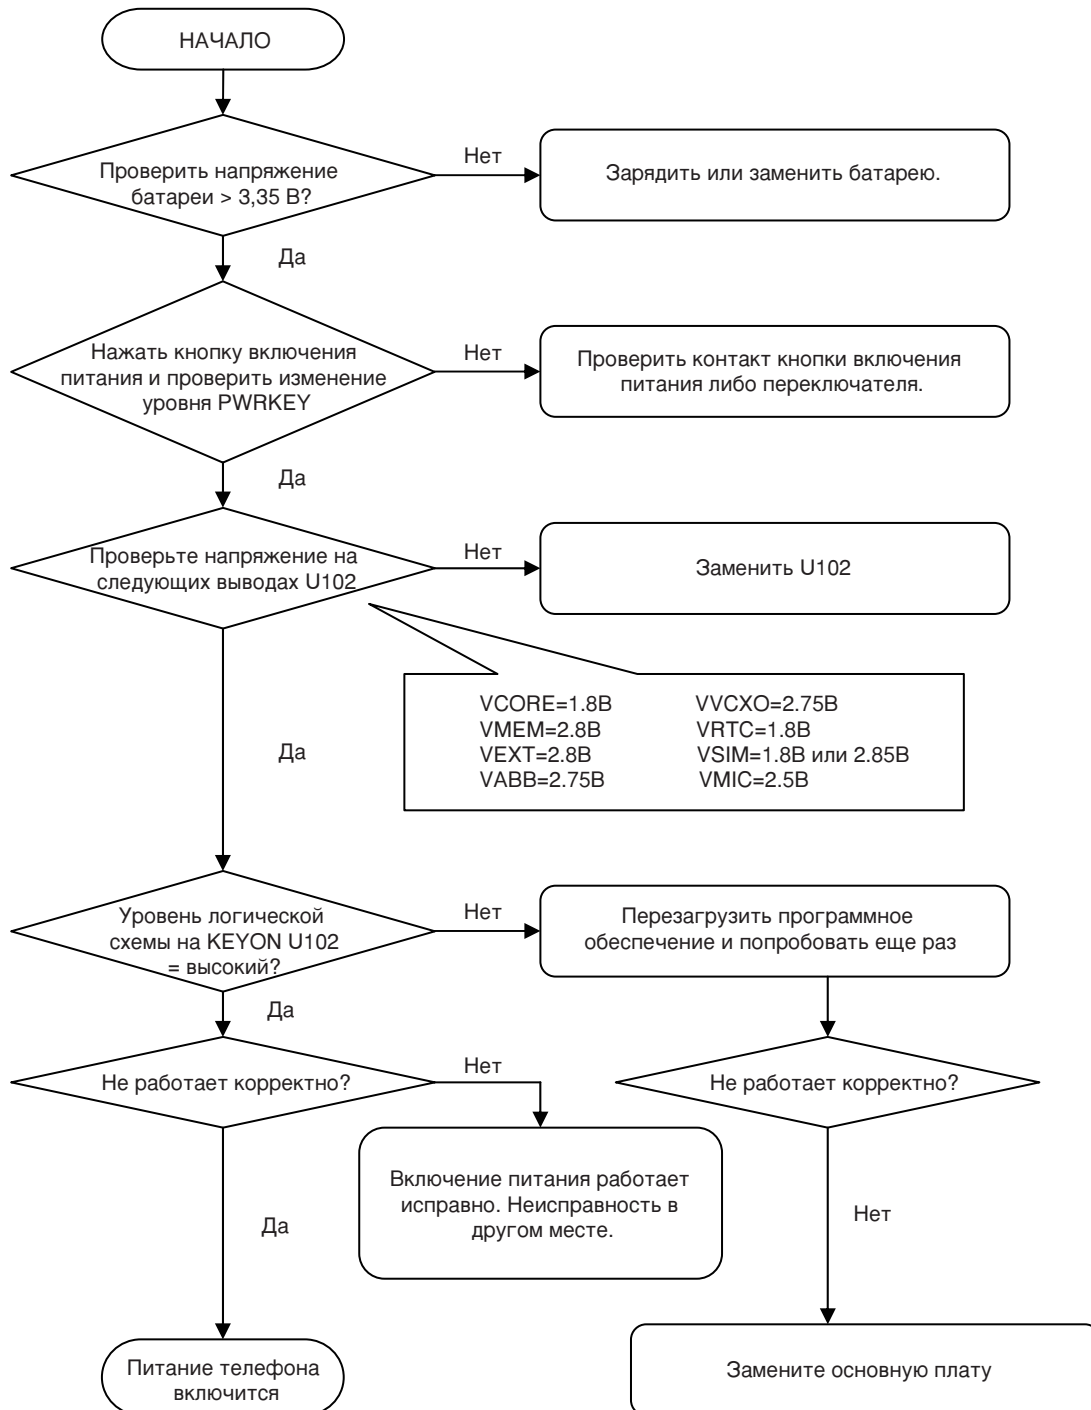 НАЧАЛО
Проверить напряжение
батареи > 3,35 В?
Нет
Зарядить или заменить батарею.
Да
Нажать кнопку включения
питания и проверить изменение
уровня PWRKEY
Нет
Проверить контакт кнопки включения
питания либо переключателя.
Да
Проверьте напряжение на
следующих выводах U102
Нет
Заменить U102
VCORE=1.8В VVCXO=2.75В
VMEM=2.8В VRTC=1.8В
VEXT=2.8В VSIM=1.8В или 2.85В
VABB=2.75В VMIC=2.5В
Да
Уровень логической
схемы на KEYON U102
= высокий?
Нет
Перезагрузить программное
обеспечение и попробовать еще раз
Да
Не работает корректно?
Нет
Не работает корректно?
Включение питания работает
исправно. Неисправность в
другом месте.
Да
Нет
Питание телефона
включится
Замените основную плату